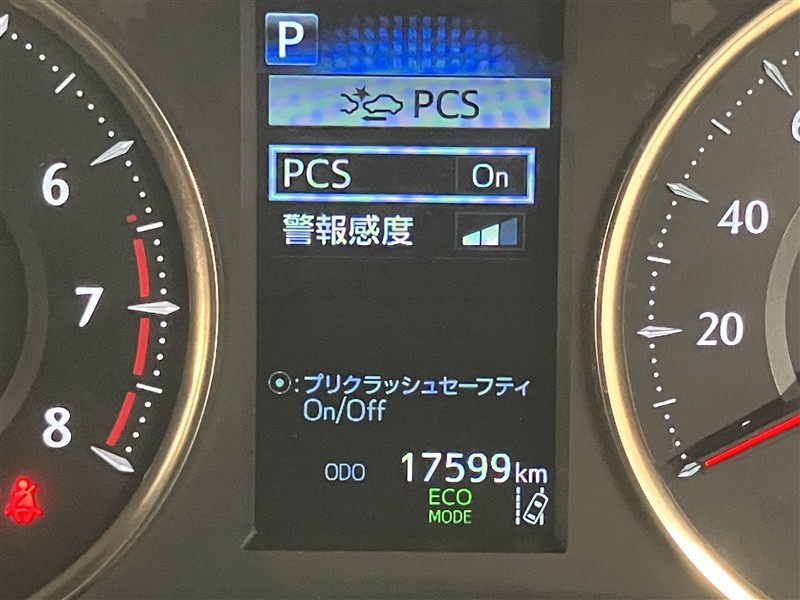 P
PCS
PCS On
警報感度
: プリクラッシュセーフティ
On/Off
ODO 17599km
ECO
MODE
6
7
8
6
40
20